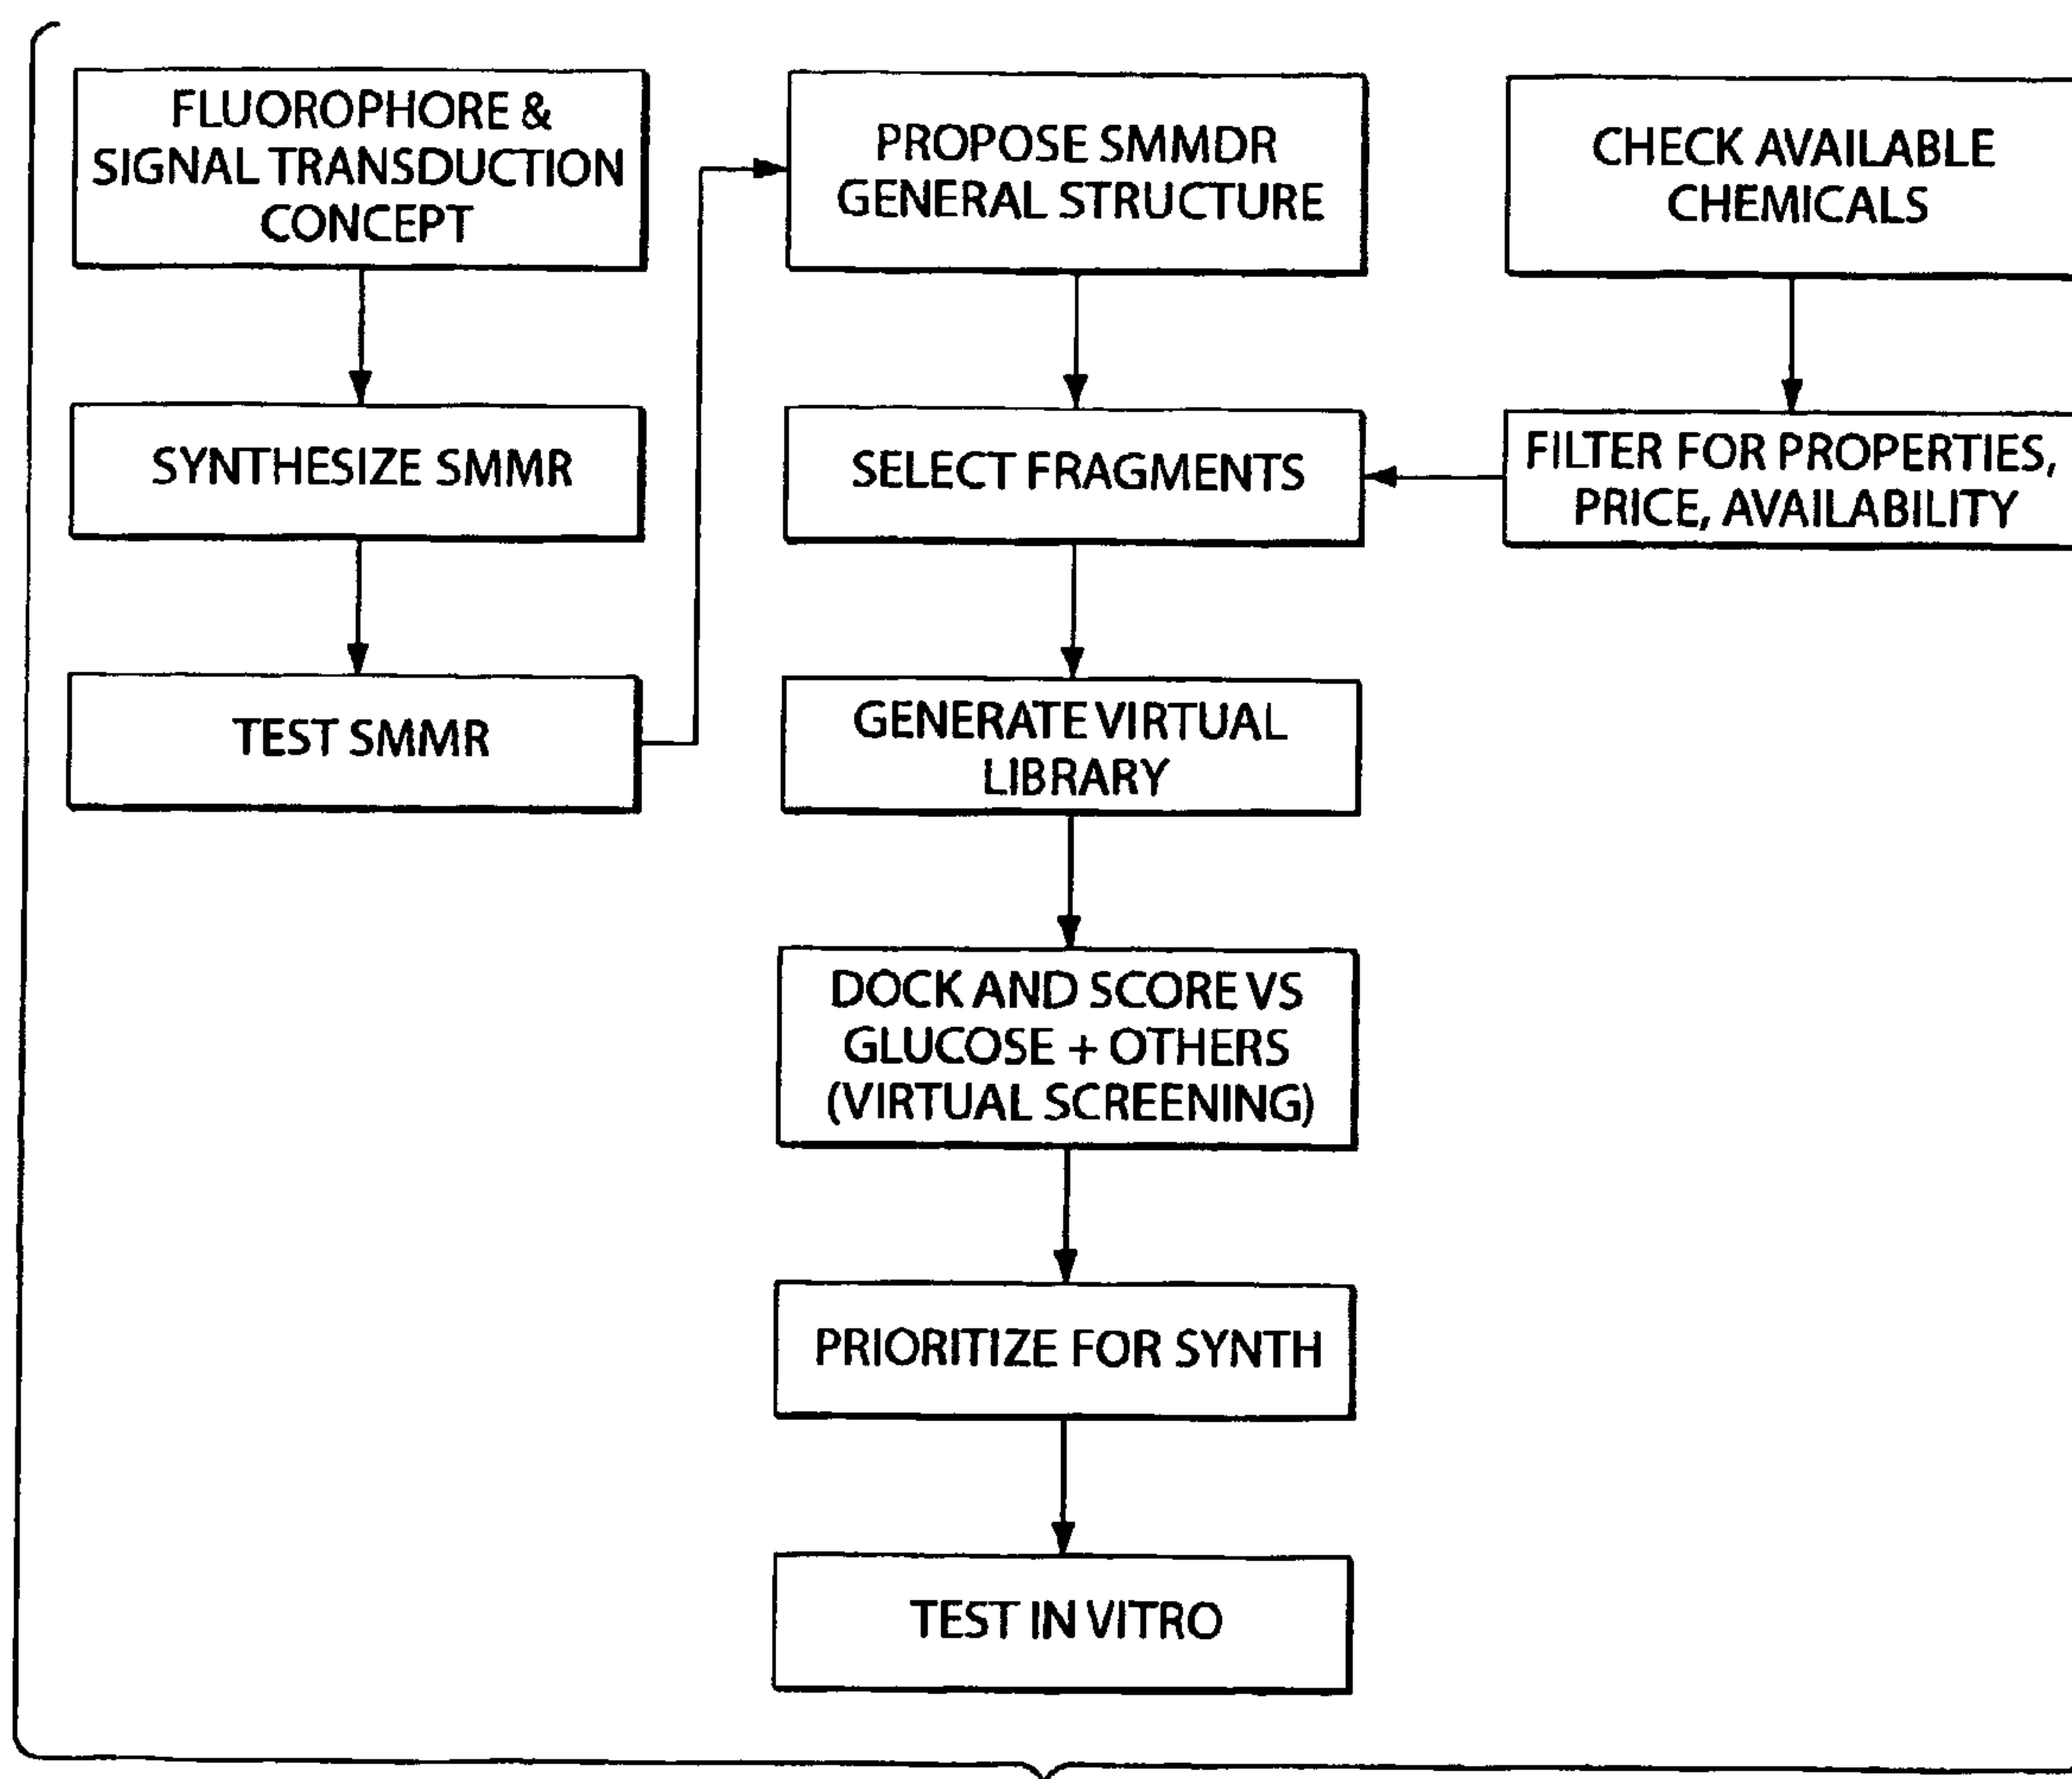 FLUOROPHORE &
SIGNAL TRANSDUCTION
CONCEPT
SYNTHESIZE SMMR
TEST SMMR
PROPOSE SMMDR
GENERAL STRUCTURE
SELECT FRAGMENTS
GENERATE VIRTUAL
LIBRARY
DOCK AND SCORE VS
GLUCOSE + OTHERS
(VIRTUAL SCREENING)
PRIORITIZE FOR SYNTH
TEST IN VITRO
CHECK AVAILABLE
CHEMICALS
FILTER FOR PROPERTIES,
PRICE, AVAILABILITY